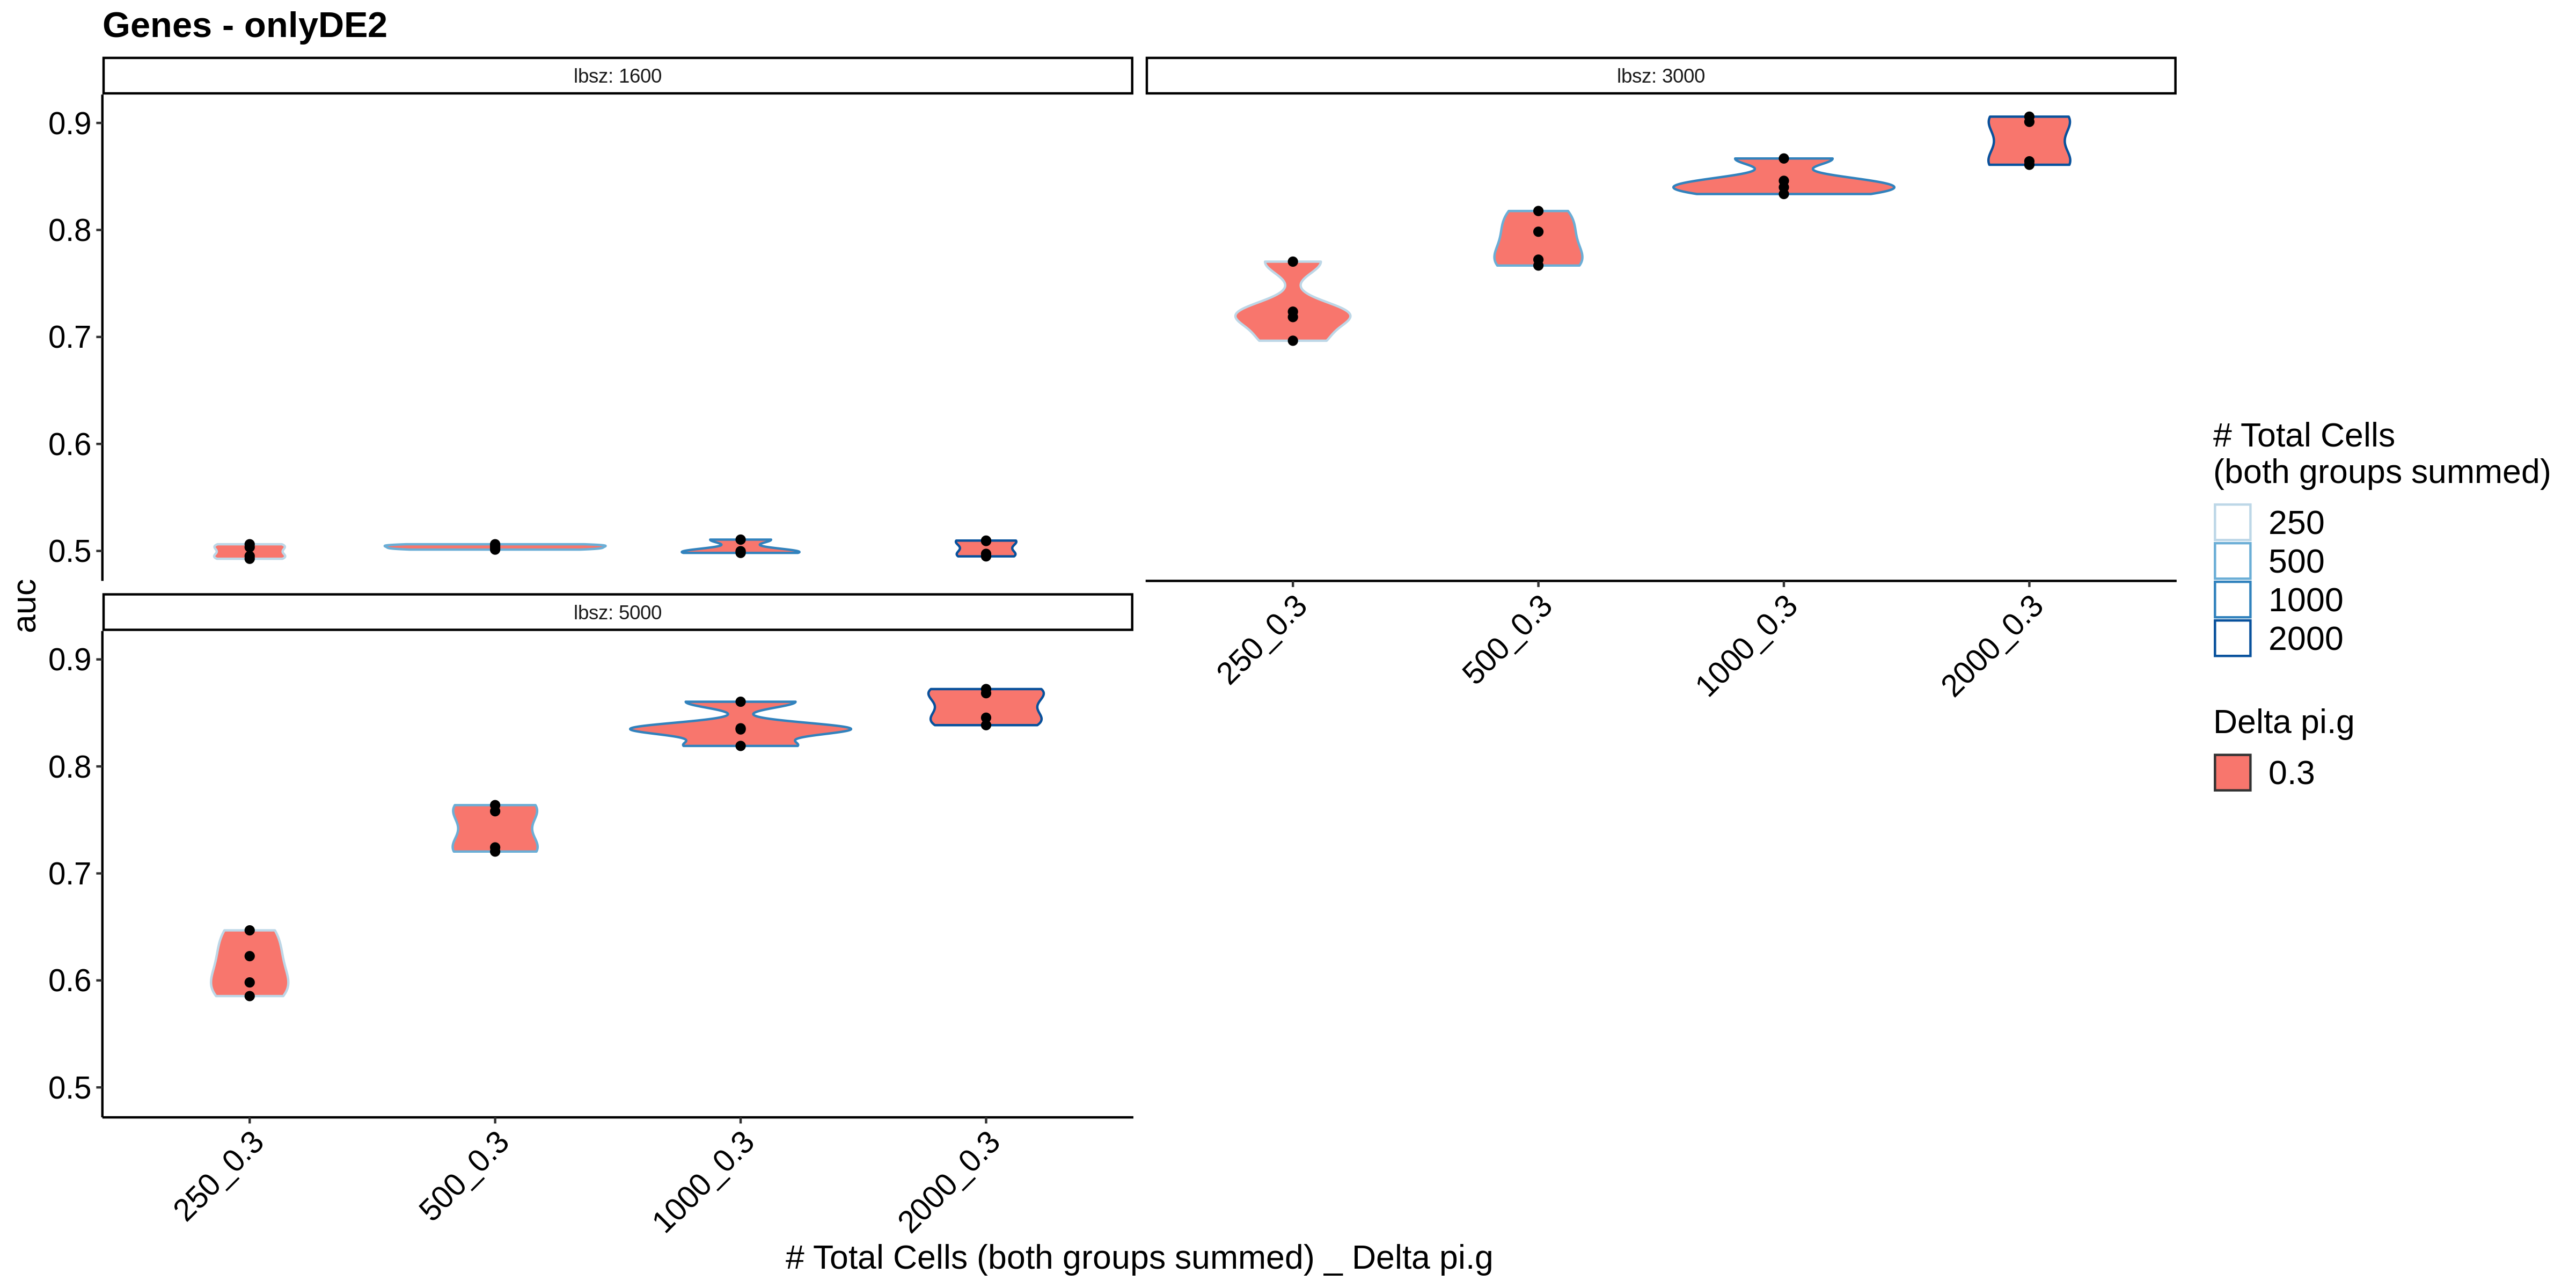 Genes - onlyDE2
lbsz: 1600
lbsz: 3000
0.9
0.8
0.7
0.6
0.5
250_0.3
500_0.3
1000_0.3
2000_0.3
auc
lbsz: 5000
0.9
0.8
0.7
0.6
0.5
250_0.3
500_0.3
1000_0.3
2000_0.3
# Total Cells (both groups summed) _ Delta pi.g
# Total Cells
(both groups summed)
250
500
1000
2000
Delta pi.g
0.3